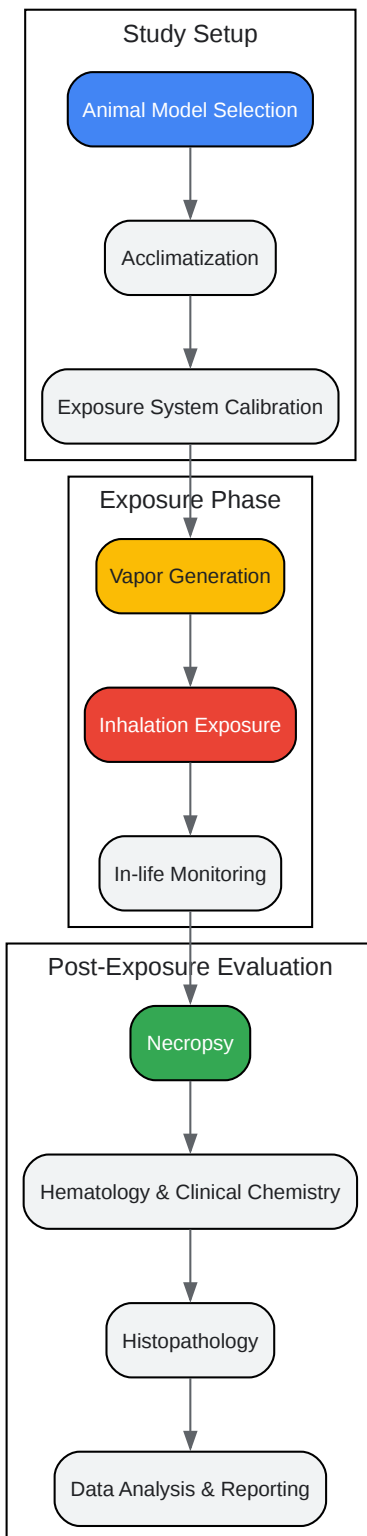 Study Setup
Animal Model Selection
Acclimatization
Exposure System Calibration
Exposure Phase
Vapor Generation
Inhalation Exposure
In-life Monitoring
Post-Exposure Evaluation
Necropsy
Hematology & Clinical Chemistry
Histopathology
Data Analysis & Reporting